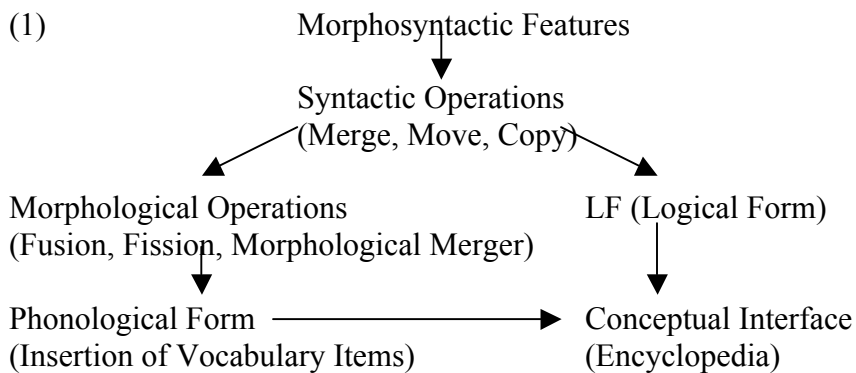 (1) Morphosyntactic Features
Syntactic Operations
(Merge, Move, Copy)
Morphological Operations LF (Logical Form)
(Fusion, Fission, Morphological Merger)
Phonological Form Conceptual Interface
(Insertion of Vocabulary Items) (Encyclopedia)